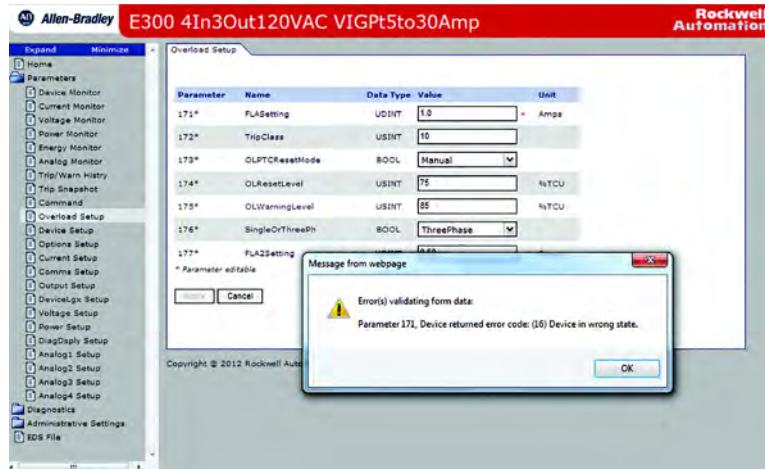 Allen-Bradley
E300 4In3Out120VAC VIGPt5to30Amp
Rockwell
Automation
Expand Minimize
Home
Parameters
Device Monitor
Current Monitor
Voltage Monitor
Power Monitor
Energy Monitor
Analog Monitor
Trip/Warn Histry
Trip Snapshot
Command
Overload Setup
Device Setup
Options Setup
Current Setup
Comms Setup
Output Setup
DeviceLgx Setup
Voltage Setup
Power Setup
DiagDsply Setup
Analog1 Setup
Analog2 Setup
Analog3 Setup
Analog4 Setup
Diagnostics
Administrative Settings
EDS File
Overload Setup
Parameter Name Data Type Value Unit
171* FLASetting UDINT 1.0 * Amps
172* TripClass USINT 10
173* OLPTCResetMode BOOL Manual
174* OLResetLevel USINT 75 %TCU
175* OLWarningLevel USINT 85 %TCU
176* SingleOrThreePh BOOL ThreePhase
177* FLA2Setting
* Parameter editable
Apply Cancel
Copyright © 2012 Rockwell Auto
Message from webpage
Error(s) validating form data:
Parameter 171, Device returned error code: (16) Device in wrong state.
OK